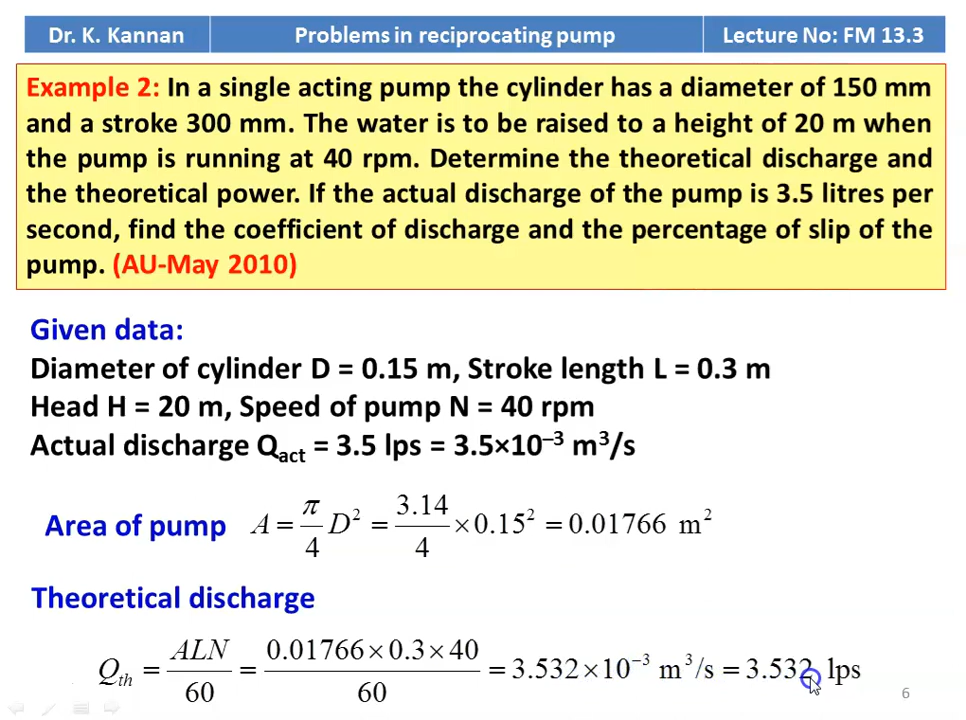 Dr. K. Kannan Problems in reciprocating pump Lecture No: FM 13.3
Example 2: In a single acting pump the cylinder has a diameter of 150 mm
and a stroke 300 mm. The water is to be raised to a height of 20 m when
the pump is running at 40 rpm. Determine the theoretical discharge and
the theoretical power. If the actual discharge of the pump is 3.5 litres per
second, find the coefficient of discharge and the percentage of slip of the
pump. (AU-May 2010)
Given data:
Diameter of cylinder D = 0.15 m, Stroke length L = 0.3 m
Head H = 20 m, Speed of pump N = 40 rpm
Actual discharge Qact = 3.5 lps = 3.5×10⁻³ m³/s
Area of pump A = π/4 D² = 3.14/4 × 0.15² = 0.01766 m²
Theoretical discharge
Qth = ALN/60 = 0.01766 × 0.3 × 40/60 = 3.532 × 10⁻³ m³/s = 3.532 lps
6